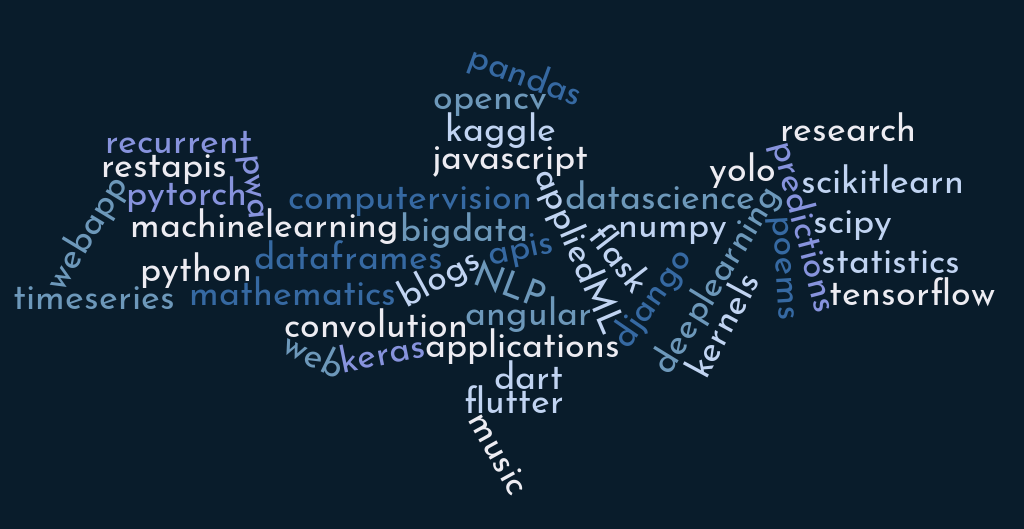 pandas
opencv
kaggle
javascript
research
recurrent
restapis
pwa
pytorch
webapp
yolo
predictions
scikitlearn
computervision
appliedML
datascience
machinelearning
bigdata
flask
numpy
deeplearning
poems
scipy
python
dataframes
blogs
apis
NLP
django
statistics
timeseries
mathematics
kernels
tensorflow
convolution
angular
web
keras
applications
dart
flutter
music